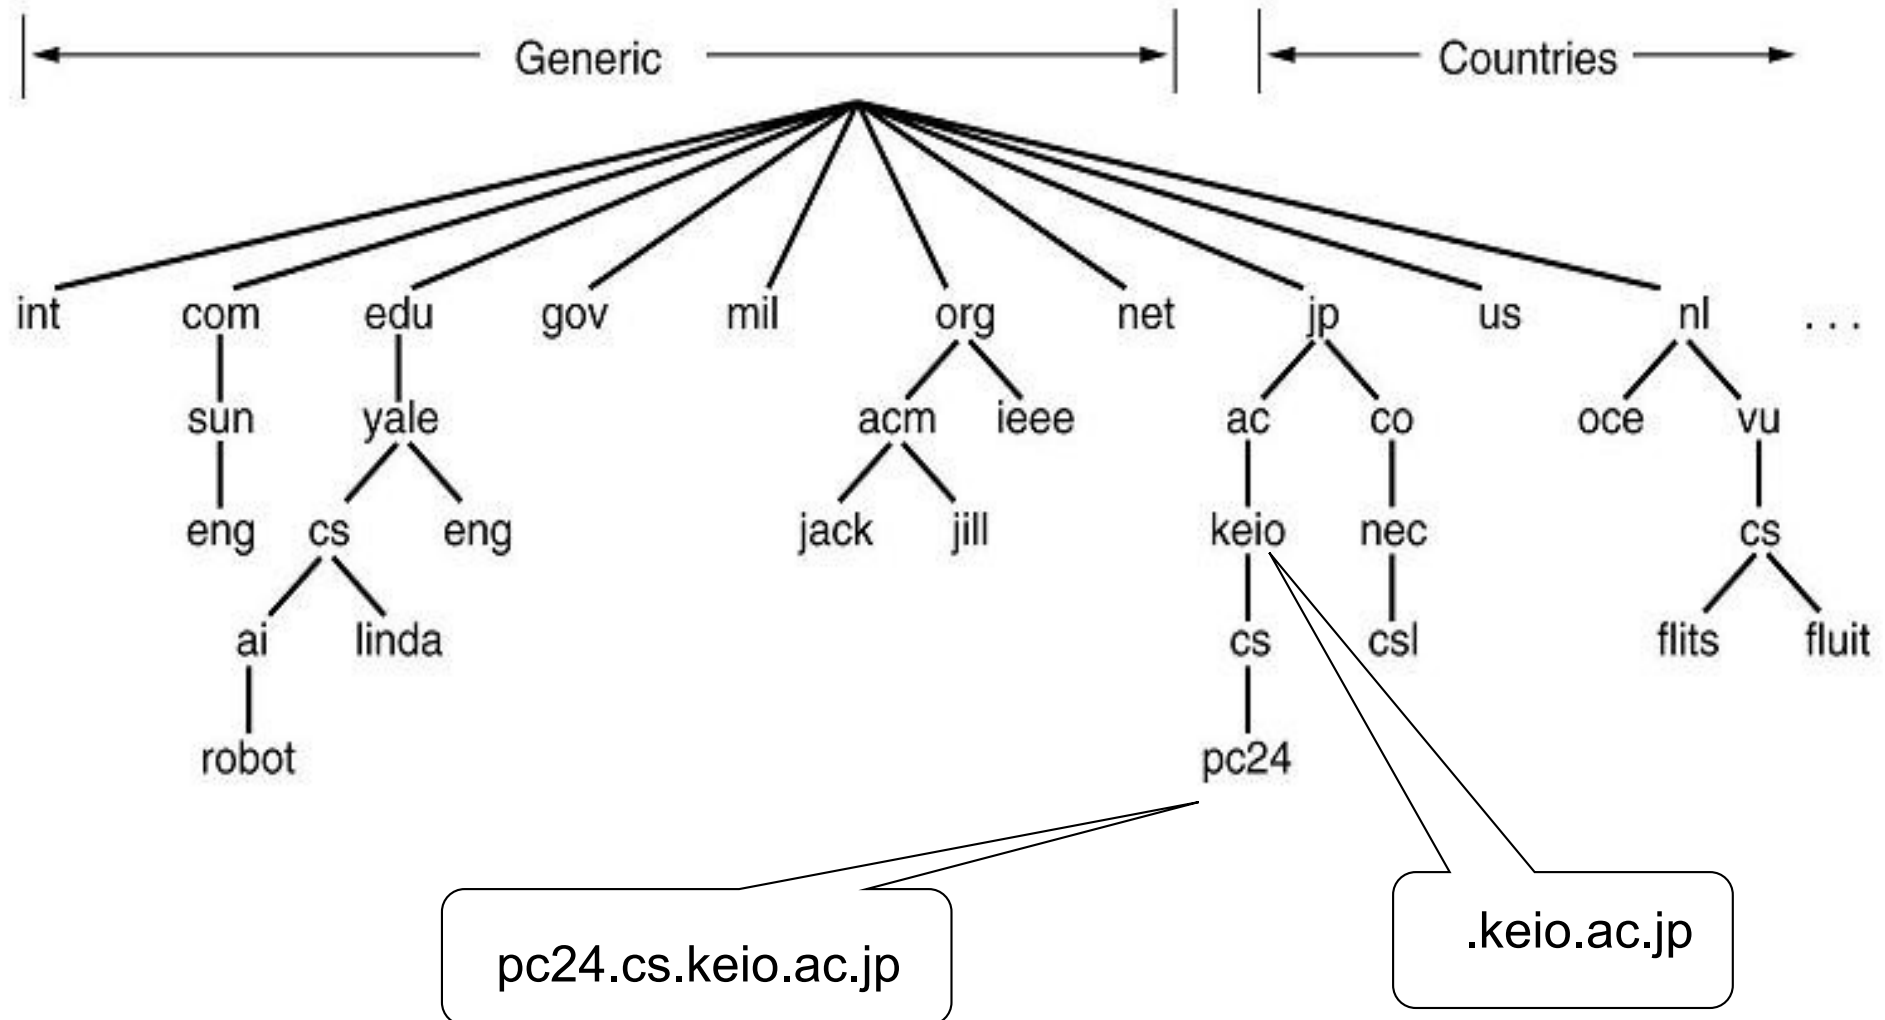 Generic Countries
int com edu gov mil org net jp us nl . . .
sun yale acm ieee ac co oce vu
eng cs eng jack jill keio nec cs
ai linda cs csl flits fluit
robot pc24
.keio.ac.jp
pc24.cs.keio.ac.jp